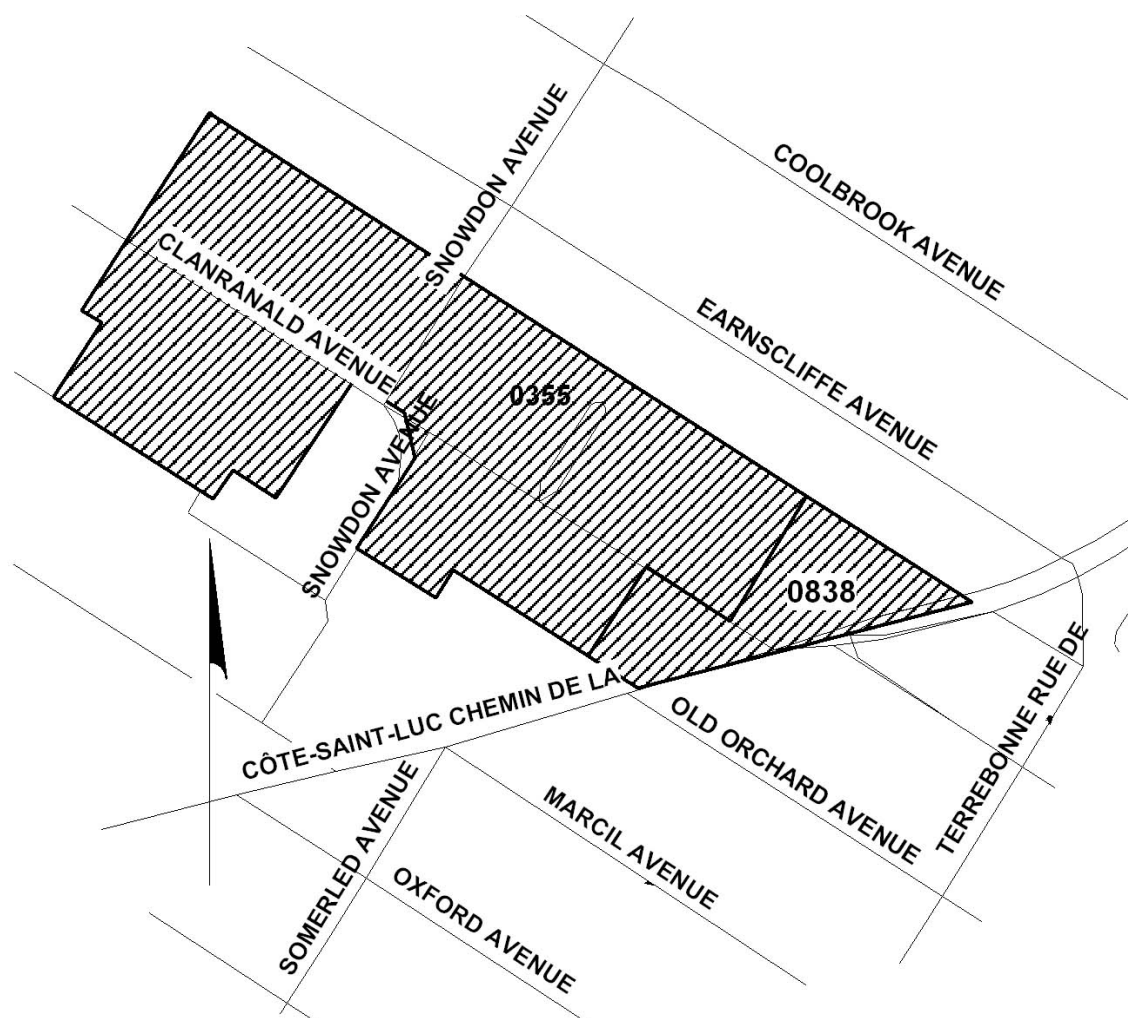 SNOWDON AVENUE
COOLBROOK AVENUE
CLANRANALD AVENUE
EARNSCLIFFE AVENUE
0355
SNOWDON AVENUE
0838
CÔTE-SAINT-LUC CHEMIN DE LA
OLD ORCHARD AVENUE
TERREBONNE RUE DE
MARCIL AVENUE
SOMERLED AVENUE
OXFORD AVENUE